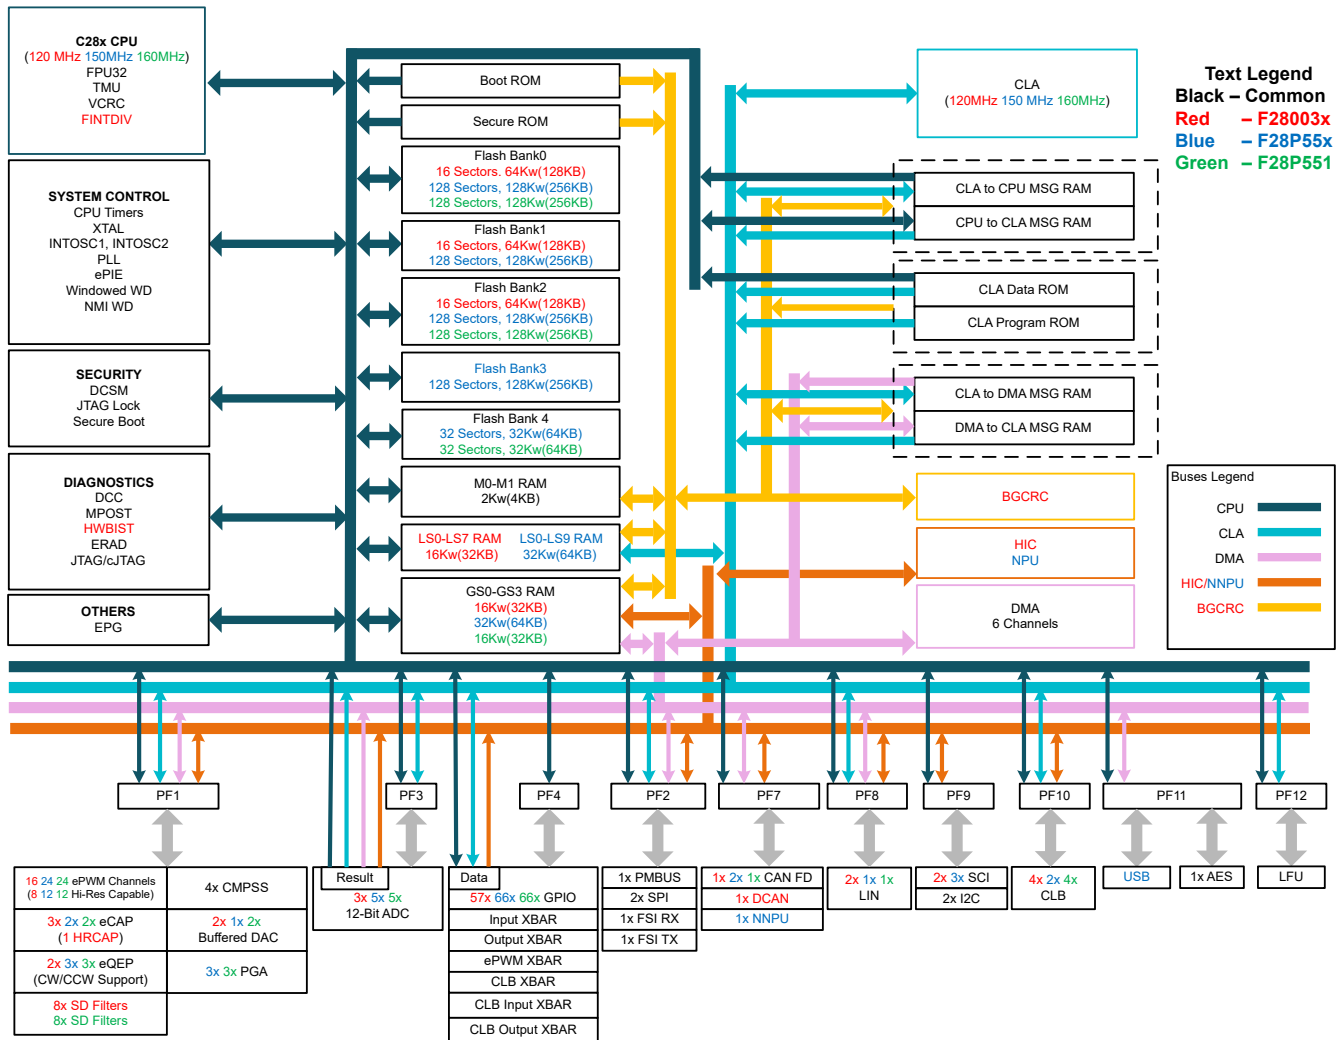 C28x CPU
(120 MHz 150MHz 160MHz)
FPU32
TMU
VCRC
FINTDIV
SYSTEM CONTROL
CPU Timers
XTAL
INTOSC1, INTOSC2
PLL
ePIE
Windowed WD
NMI WD
SECURITY
DCSM
JTAG Lock
Secure Boot
DIAGNOSTICS
DCC
MPOST
HWBIST
ERAD
JTAG/cJTAG
OTHERS
EPG
Boot ROM
Secure ROM
Flash Bank0
16 Sectors. 64Kw(128KB)
128 Sectors, 128Kw(256KB)
128 Sectors, 128Kw(256KB)
Flash Bank1
16 Sectors, 64Kw(128KB)
128 Sectors, 128Kw(256KB)
Flash Bank2
16 Sectors, 64Kw(128KB)
128 Sectors, 128Kw(256KB)
128 Sectors, 128Kw(256KB)
Flash Bank3
128 Sectors, 128Kw(256KB)
Flash Bank 4
32 Sectors, 32Kw(64KB)
32 Sectors, 32Kw(64KB)
M0-M1 RAM
2Kw(4KB)
LS0-LS7 RAM
16Kw(32KB)
LS0-LS9 RAM
32Kw(64KB)
GS0-GS3 RAM
16Kw(32KB)
32Kw(64KB)
16Kw(32KB)
CLA
(120MHz 150 MHz 160MHz)
CLA to CPU MSG RAM
CPU to CLA MSG RAM
CLA Data ROM
CLA Program ROM
CLA to DMA MSG RAM
DMA to CLA MSG RAM
BGCRC
HIC
NPU
DMA
6 Channels
Text Legend
Black – Common
Red – F28003x
Blue – F28P55x
Green – F28P551
Buses Legend
CPU
CLA
DMA
HIC/NNPU
BGCRC
PF1
PF3
PF4
PF2
PF7
PF8
PF9
PF10
PF11
PF12
16 24 24 ePWM Channels
(8 12 12 Hi-Res Capable)
4x CMPSS
3x 2x 2x eCAP
(1 HRCAP)
2x 1x 2x
Buffered DAC
2x 3x 3x eQEP
(CW/CCW Support)
3x 3x PGA
8x SD Filters
8x SD Filters
Result
3x 5x 5x
12-Bit ADC
Data
57x 66x 66x GPIO
Input XBAR
Output XBAR
ePWM XBAR
CLB XBAR
CLB Input XBAR
CLB Output XBAR
1x PMBUS
2x SPI
1x FSI RX
1x FSI TX
1x 2x 1x CAN FD
1x DCAN
1x NNPU
2x 1x 1x
LIN
2x 3x SCI
2x I2C
4x 2x 4x
CLB
USB
1x AES
LFU